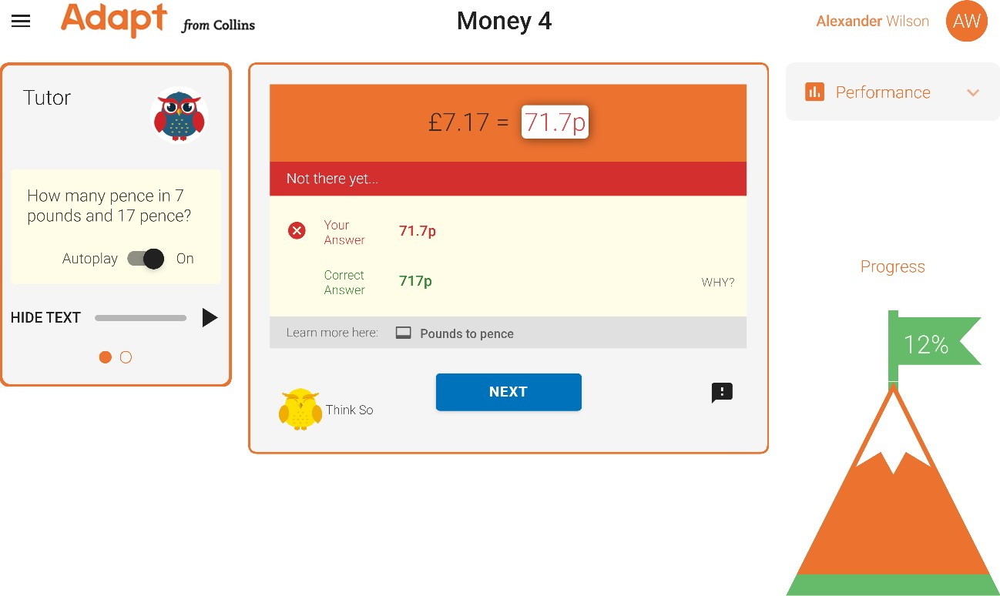 Adapt from Collins
Money 4
Alexander Wilson
AW
Tutor
How many pence in 7
pounds and 17 pence?
Autoplay On
HIDE TEXT
£7.17 = 71.7p
Not there yet...
Your
Answer
71.7p
Correct
Answer
717p
WHY?
Learn more here: Pounds to pence
Think So
NEXT
Performance
Progress
12%